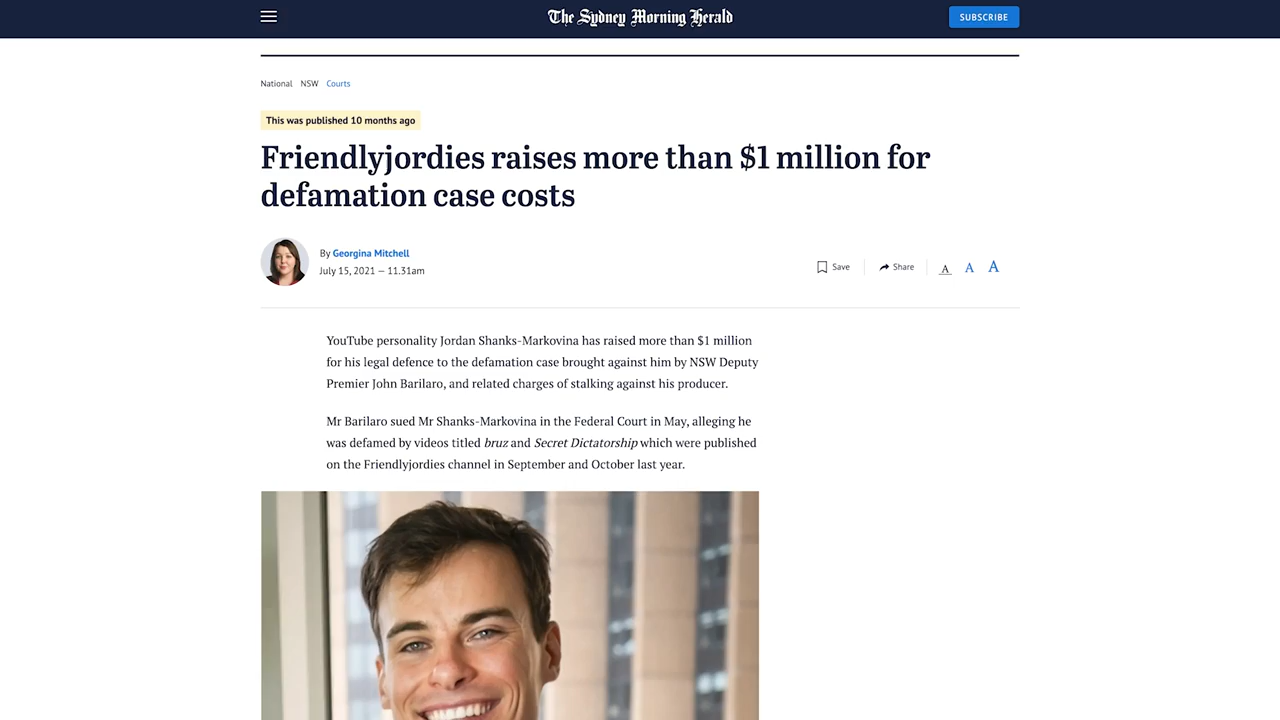 The Sydney Morning Herald
SUBSCRIBE
National NSW Courts
This was published 10 months ago
Friendlyjordies raises more than $1 million for
defamation case costs
By Georgina Mitchell
July 15, 2021 — 11.31am
Save
Share
A A A
YouTube personality Jordan Shanks-Markovina has raised more than $1 million
for his legal defence to the defamation case brought against him by NSW Deputy
Premier John Barilaro, and related charges of stalking against his producer.
Mr Barilaro sued Mr Shanks-Markovina in the Federal Court in May, alleging he
was defamed by videos titled bruz and Secret Dictatorship which were published
on the Friendlyjordies channel in September and October last year.